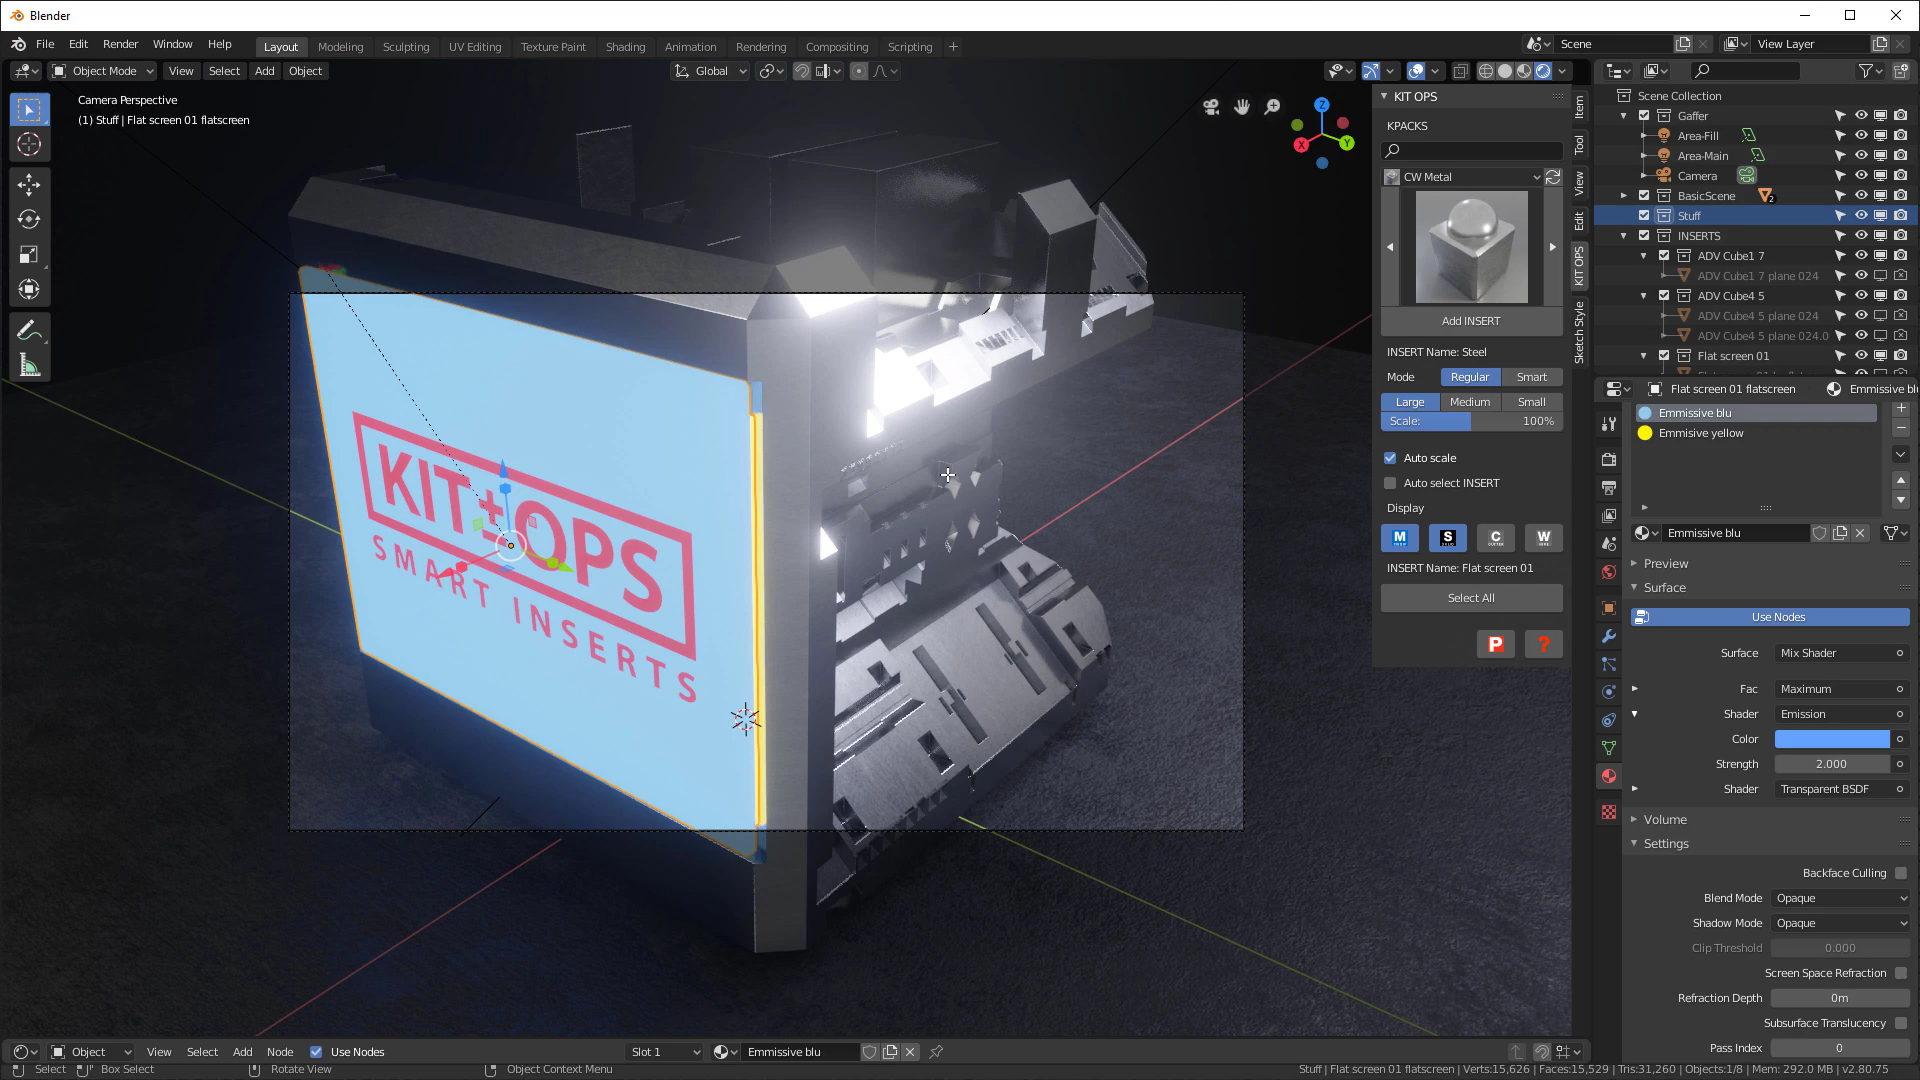 Blender
File Edit Render Window Help
Layout Modeling Sculpting UV Editing Texture Paint Shading Animation Rendering Compositing Scripting +
Scene
View Layer
Object Mode View Select Add Object
Global
Camera Perspective
(1) Stuff | Flat screen 01 flatscreen
Z
X
Y
KIT OPS
SMART INSERTS
KIT OPS
KPACKS
CW Metal
Add INSERT
INSERT Name: Steel
Mode Regular Smart
Large Medium Small
Scale: 100%
Auto scale
Auto select INSERT
Display
M S C W
INSERT Name: Flat screen 01
Select All
P ?
Item
Tool
View
Edit
KIT OPS
Sketch Style
Scene Collection
Gaffer
Area-Fill
Area-Main
Camera
BasicScene 2
Stuff
INSERTS
ADV Cube1 7
ADV Cube1 7 plane 024
ADV Cube4 5
ADV Cube4 5 plane 024
ADV Cube4 5 plane 024.0
Flat screen 01
Flat screen 01 flatscreen Emmissive blu
Emmissive blu
Emmisive yellow
Emmissive blu
Preview
Surface
Use Nodes
Surface Mix Shader
Fac Maximum
Shader Emission
Color
Strength 2.000
Shader Transparent BSDF
Volume
Settings
Backface Culling
Blend Mode Opaque
Shadow Mode Opaque
Clip Threshold 0.000
Screen Space Refraction
Refraction Depth 0m
Subsurface Translucency
Pass Index 0
Object View Select Add Node Use Nodes Slot 1 Emmissive blu
Select Box Select Rotate View Object Context Menu
Stuff | Flat screen 01 flatscreen | Verts:15,626 | Faces:15,529 | Tris:31,260 | Objects:1/8 | Mem: 292.0 MB | v2.80.75